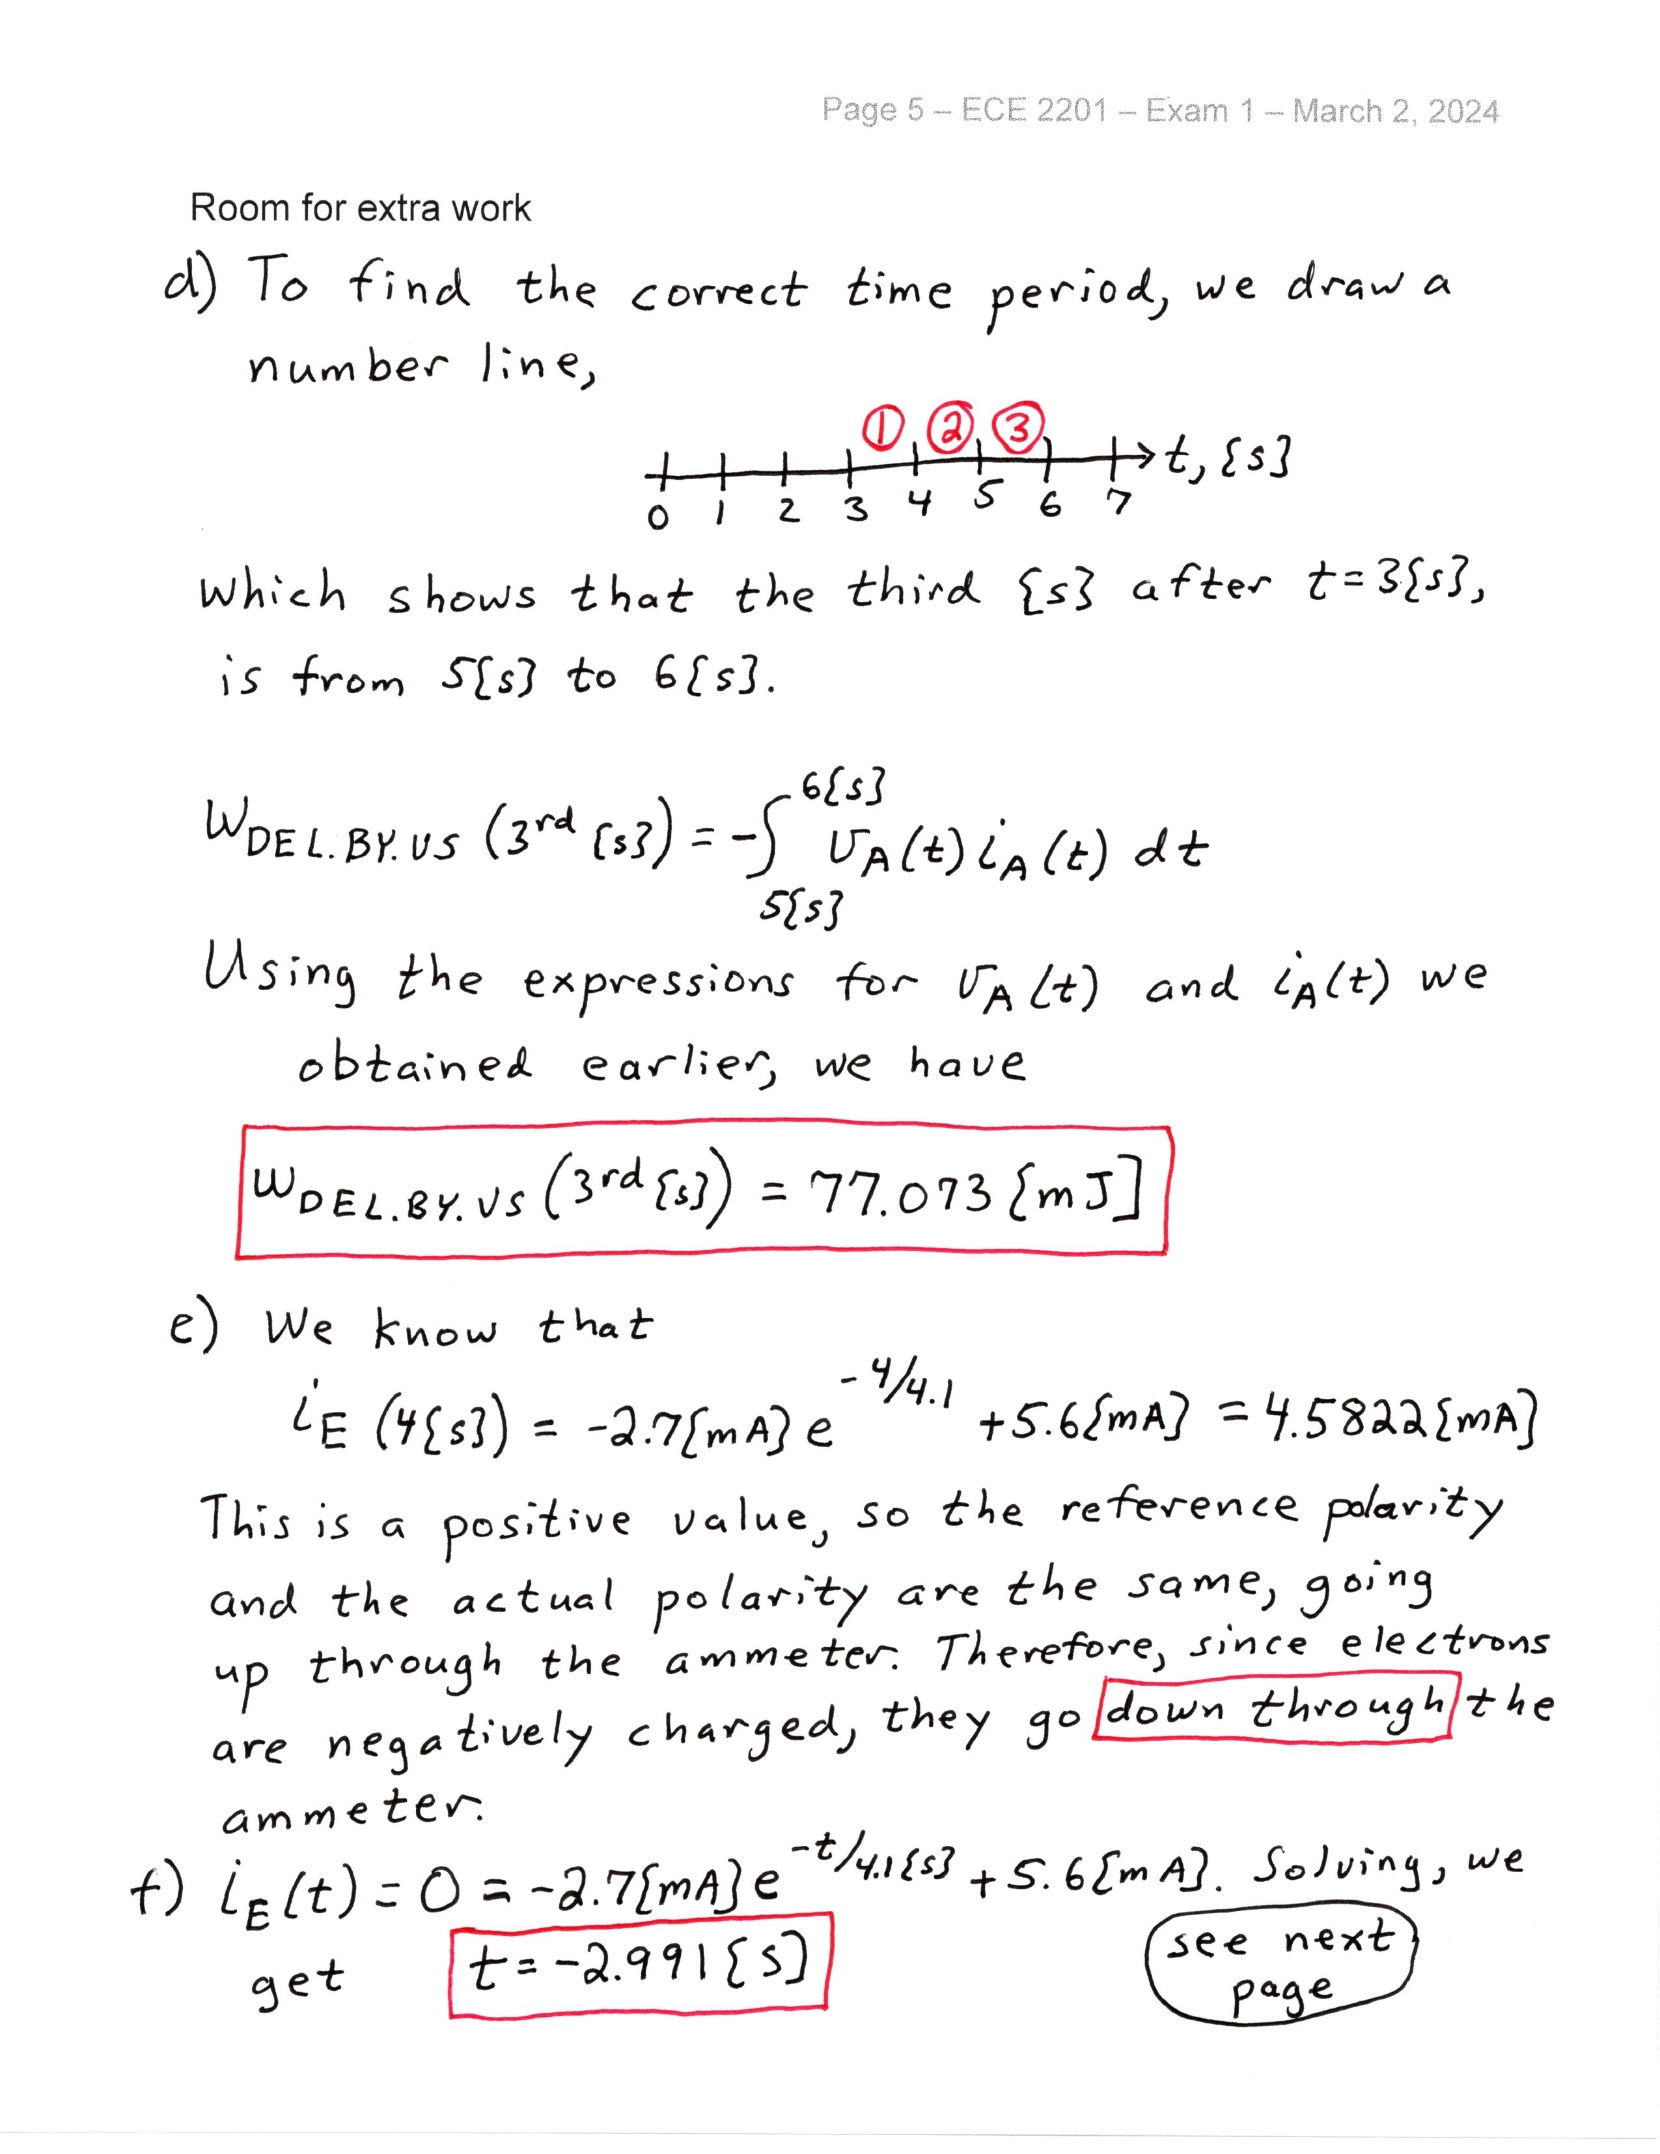 Page 5 – ECE 2201 – Exam 1 – March 2, 2024
Room for extra work
d) To find the correct time period, we draw a
number line,
① ② ③
t, {s}
0 1 2 3 4 5 6 7
which shows that the third {s} after t=3{s},
is from 5{s} to 6{s}.
W_DEL.BY.VS (3rd {s}) = -∫_5{s}^6{s} v_A(t) i_A(t) dt
Using the expressions for v_A(t) and i_A(t) we
obtained earlier, we have
W_DEL.BY.VS (3rd {s}) = 77.073 {mJ}
e) We know that
i_E (4{s}) = -2.7{mA} e^-4/4.1 +5.6{mA} = 4.5822{mA}
This is a positive value, so the reference polarity
and the actual polarity are the same, going
up through the ammeter. Therefore, since electrons
are negatively charged, they go down through the
ammeter.
f) i_E(t) = 0 = -2.7{mA} e^-t/4.1{s} +5.6{mA}. Solving, we
get t = -2.991{s}
see next
page